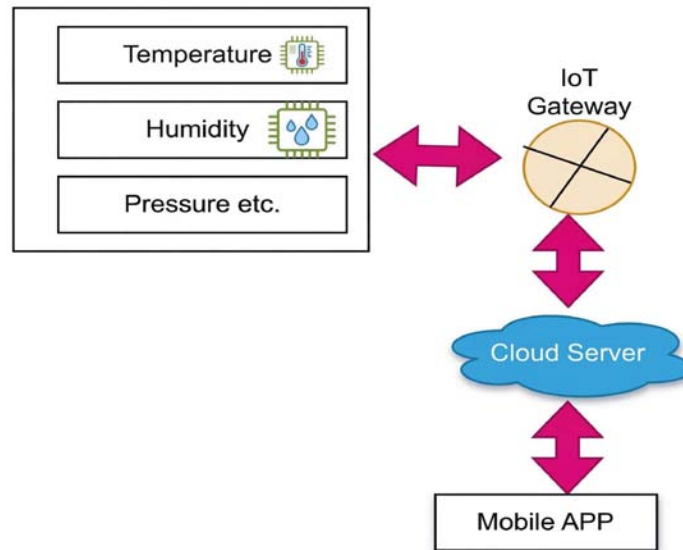 Temperature
Humidity
Pressure etc.
IoT
Gateway
Cloud Server
Mobile APP